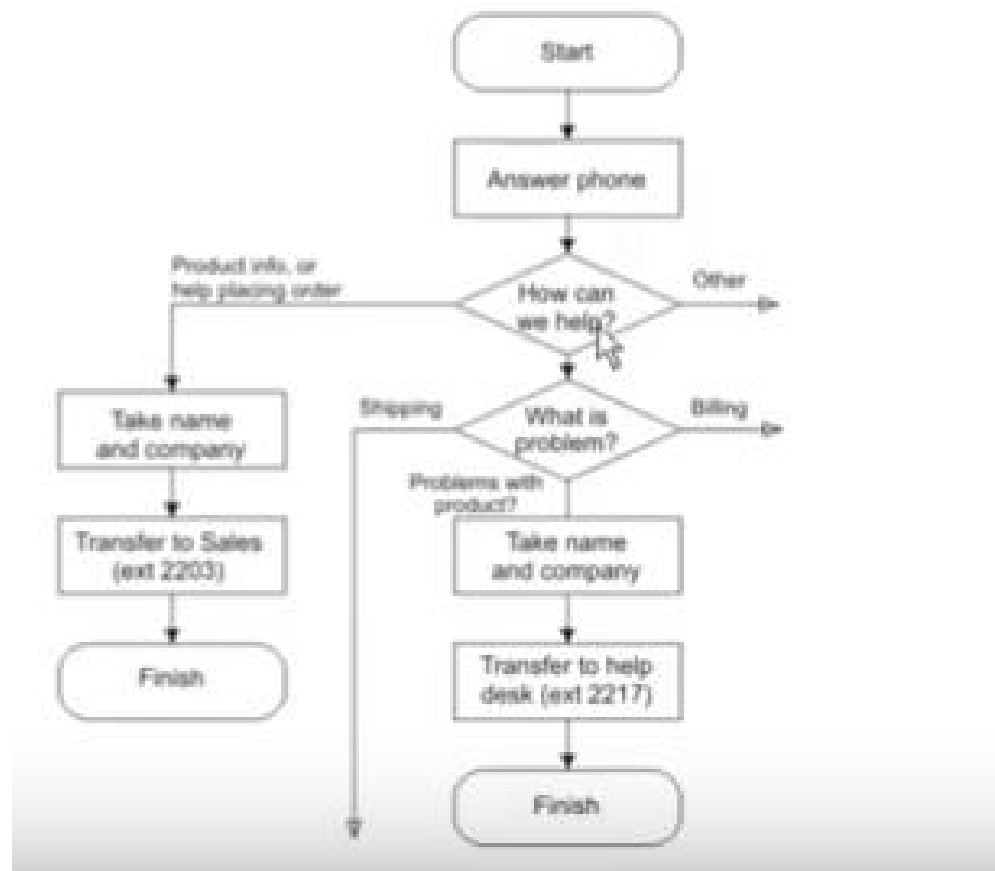 Start
Answer phone
Product info, or
help placing order
How can
we help?
Other
Take name
and company
Shipping
What is
problem?
Billing
Problems with
product?
Transfer to Sales
(ext 2203)
Take name
and company
Finish
Transfer to help
desk (ext 2217)
Finish